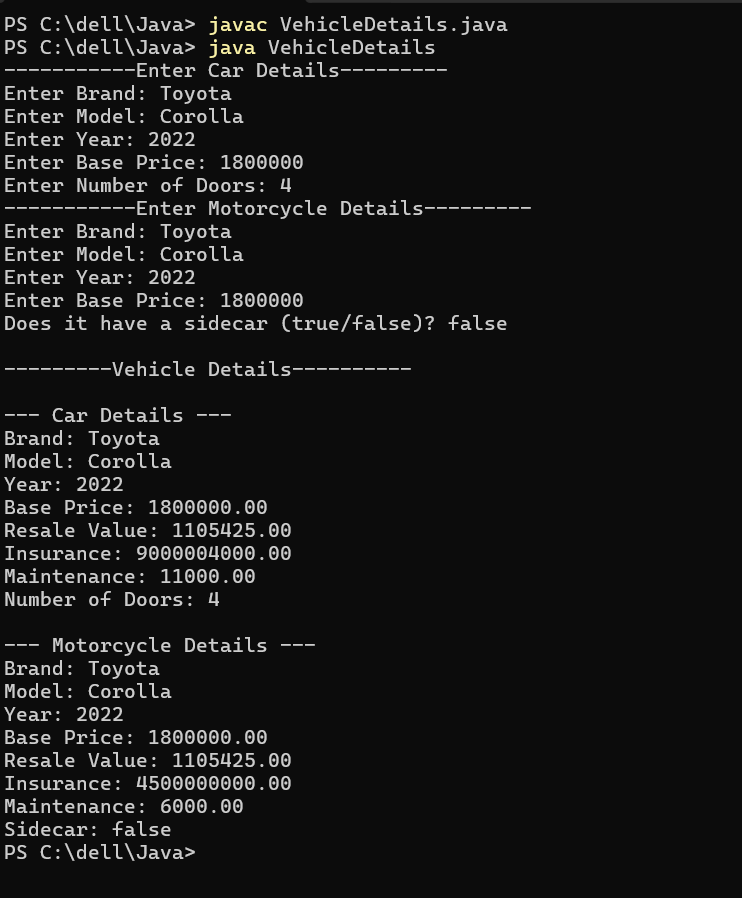 PS C:\dell\Java> javac VehicleDetails.java
PS C:\dell\Java> java VehicleDetails
-----------Enter Car Details---------
Enter Brand: Toyota
Enter Model: Corolla
Enter Year: 2022
Enter Base Price: 1800000
Enter Number of Doors: 4
-----------Enter Motorcycle Details---------
Enter Brand: Toyota
Enter Model: Corolla
Enter Year: 2022
Enter Base Price: 1800000
Does it have a sidecar (true/false)? false
---------Vehicle Details----------
--- Car Details ---
Brand: Toyota
Model: Corolla
Year: 2022
Base Price: 1800000.00
Resale Value: 1105425.00
Insurance: 9000004000.00
Maintenance: 11000.00
Number of Doors: 4
--- Motorcycle Details ---
Brand: Toyota
Model: Corolla
Year: 2022
Base Price: 1800000.00
Resale Value: 1105425.00
Insurance: 4500000000.00
Maintenance: 6000.00
Sidecar: false
PS C:\dell\Java>